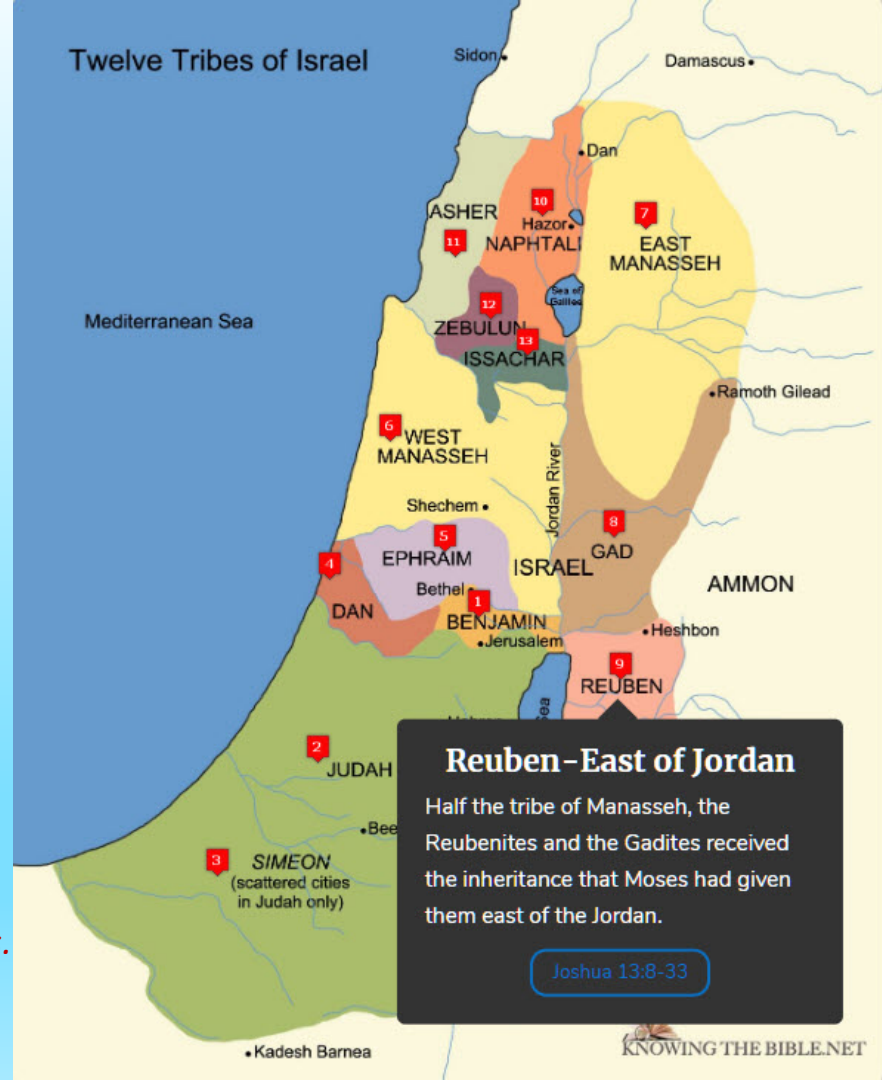 Twelve Tribes of Israel
Sidon
Damascus
Dan
ASHER
10
Hazor
7
11
NAPHTALI
EAST
MANASSEH
Sea of
Galilee
12
Mediterranean Sea
ZEBULUN
13
ISSACHAR
Ramoth Gilead
6
WEST
MANASSEH
Jordan River
Shechem
8
5
GAD
EPHRAIM
ISRAEL
4
Bethel
AMMON
1
DAN
BENJAMIN
Heshbon
Jerusalem
9
REUBEN
2
JUDAH
Reuben-East of Jordan
Half the tribe of Manasseh, the
Reubenites and the Gadites received
the inheritance that Moses had given
them east of the Jordan.
Joshua 13:8-33
3
SIMEON
(scattered cities
in Judah only)
KNOWING THE BIBLE.NET
Kadesh Barnea